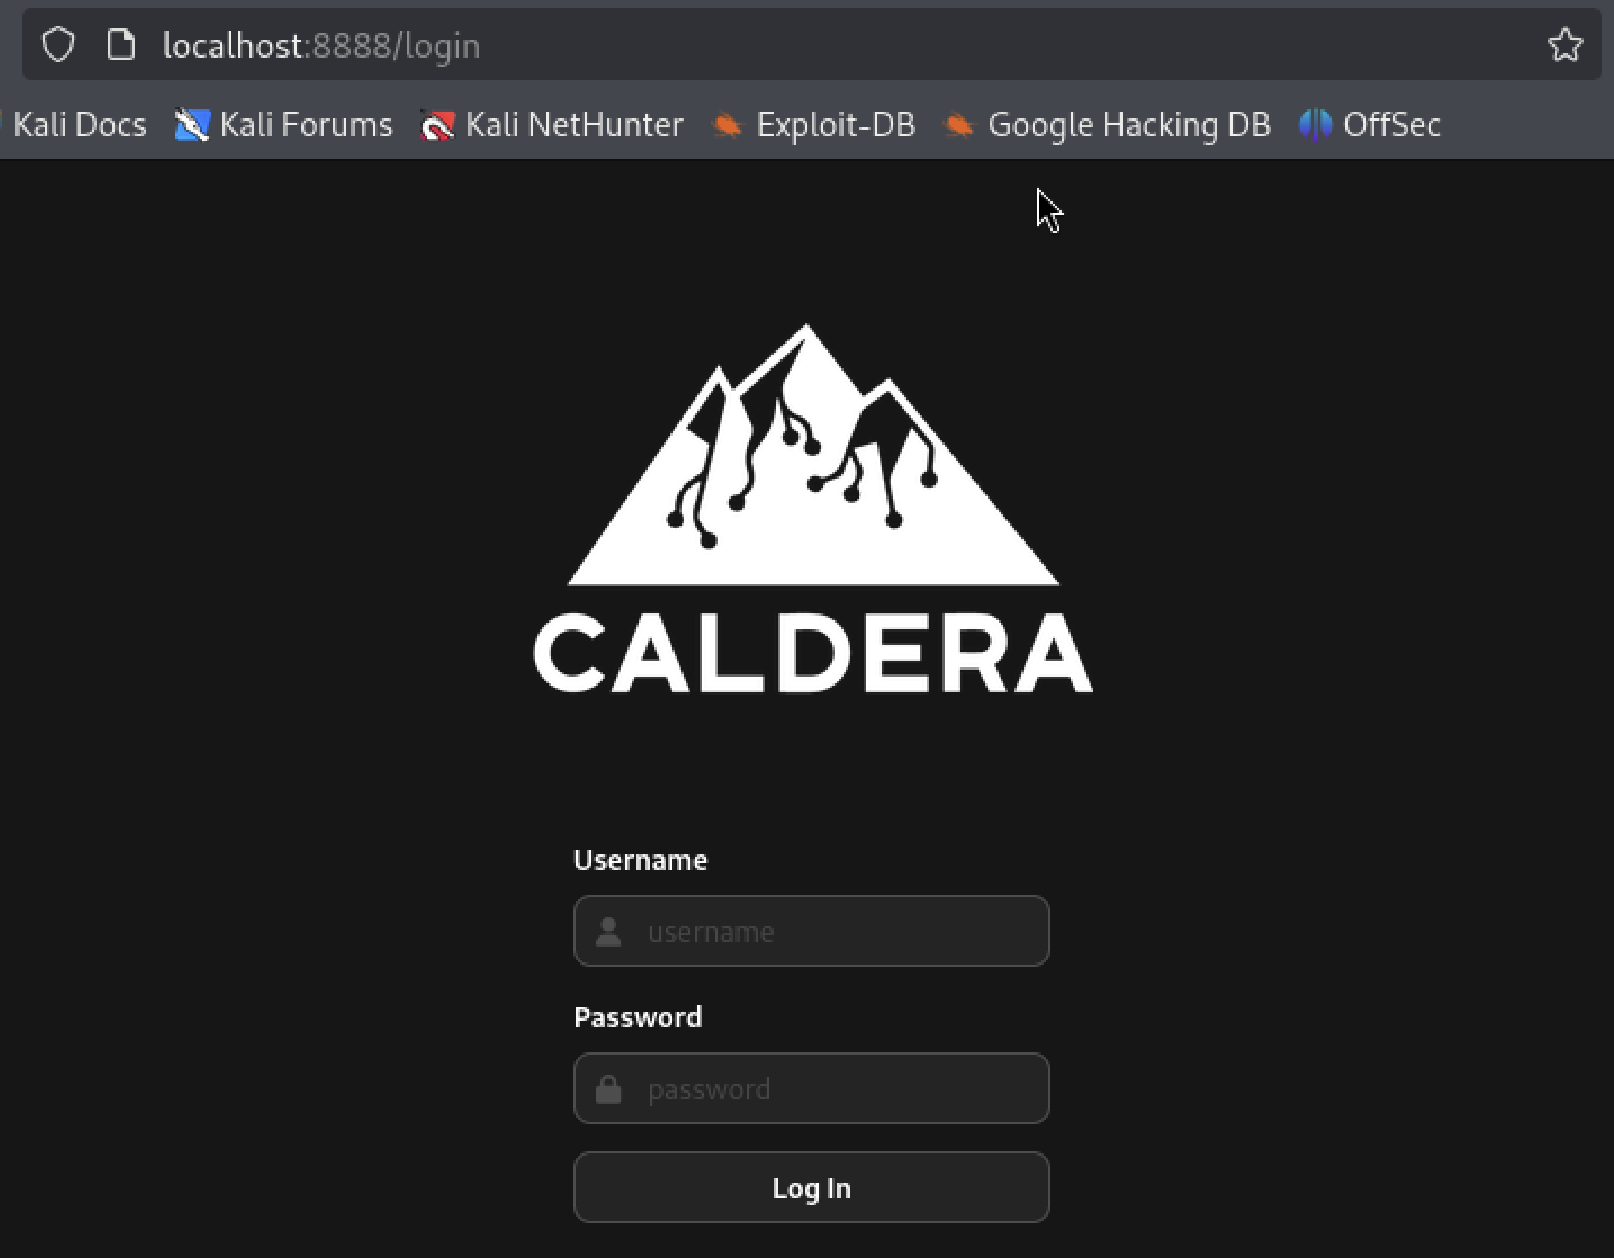 localhost:8888/login
Kali Docs Kali Forums Kali NetHunter Exploit-DB Google Hacking DB OffSec
CALDERA
Username
username
Password
password
Log In